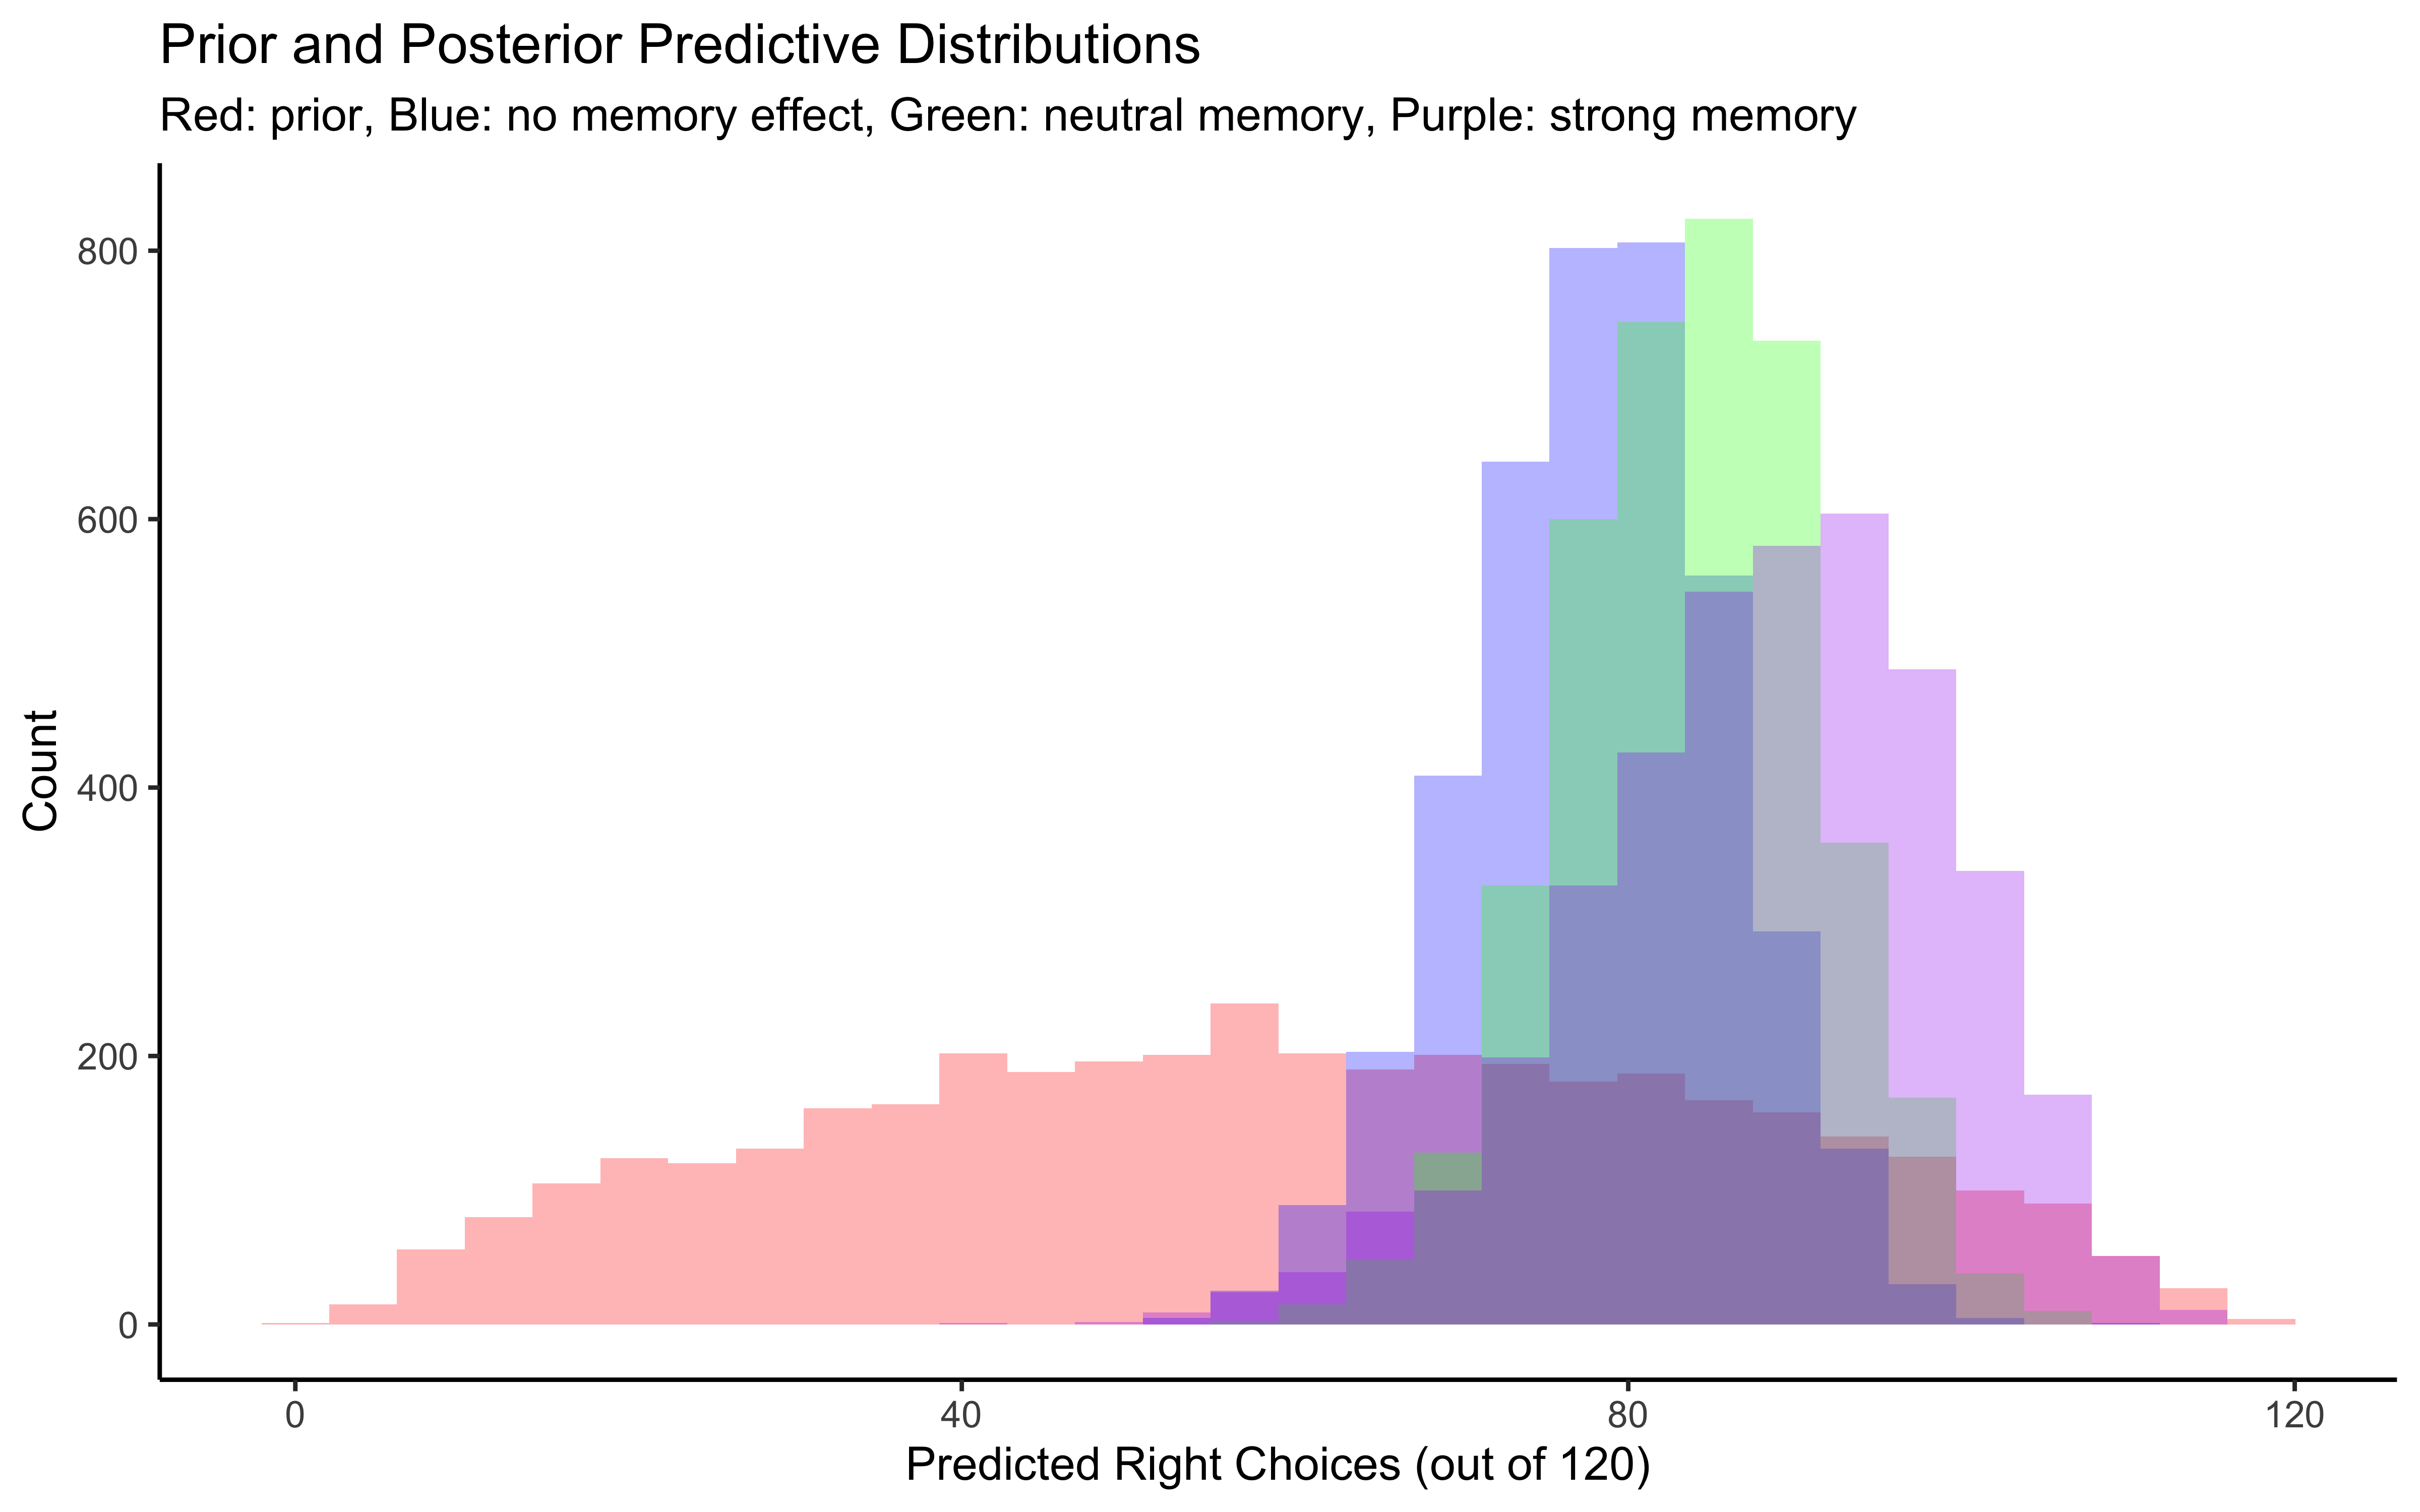 Prior and Posterior Predictive Distributions
Red: prior, Blue: no memory effect, Green: neutral memory, Purple: strong memory
800
600
400
200
0
Count
0 40 80 120
Predicted Right Choices (out of 120)